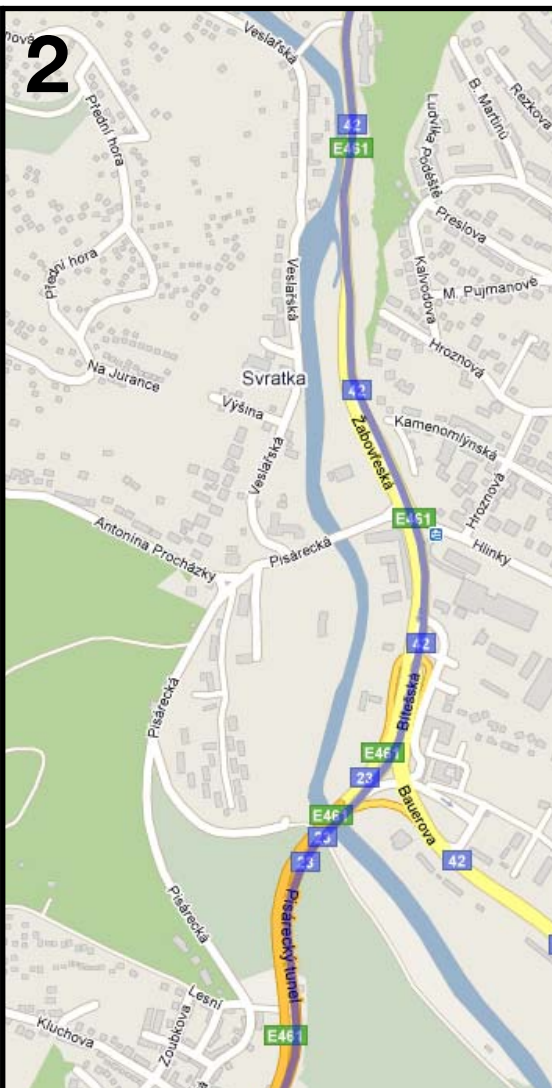 2
nová
Veslařská
Přední hora
42
E461
Ludvíka Poděště
B. Martinů
Rezkova
Preslova
Přední hora
Veslařská
Kalvodova
M. Pujmanové
Hroznová
Na Jurance
Svratka
42
Výšina
Žabovřeská
Kamenomlýnská
Veslařská
Hroznová
E461
Antonína Procházky
Pisárecká
Hlinky
42
Pisárecká
Bítešská
E461
23
Bauerova
E461
23
23
42
Pisárecká
Pisárecký tunel
Lesní
Zoubkova
Kluchova
E461